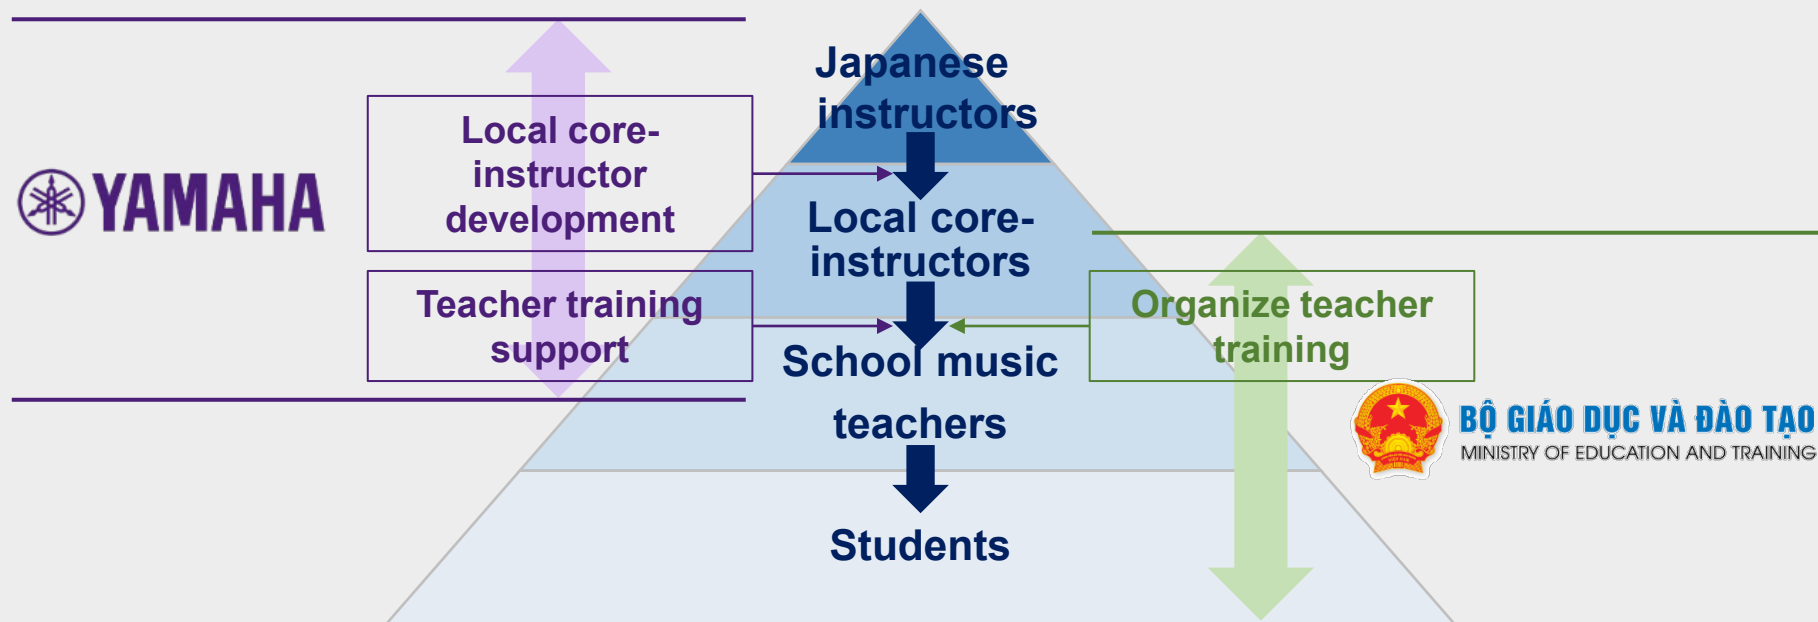 Japanese
instructors
Local core-
instructor
development
YAMAHA
Local core-
instructors
Teacher training
support
Organize teacher
training
School music
teachers
BỘ GIÁO DỤC VÀ ĐÀO TẠO
MINISTRY OF EDUCATION AND TRAINING
Students